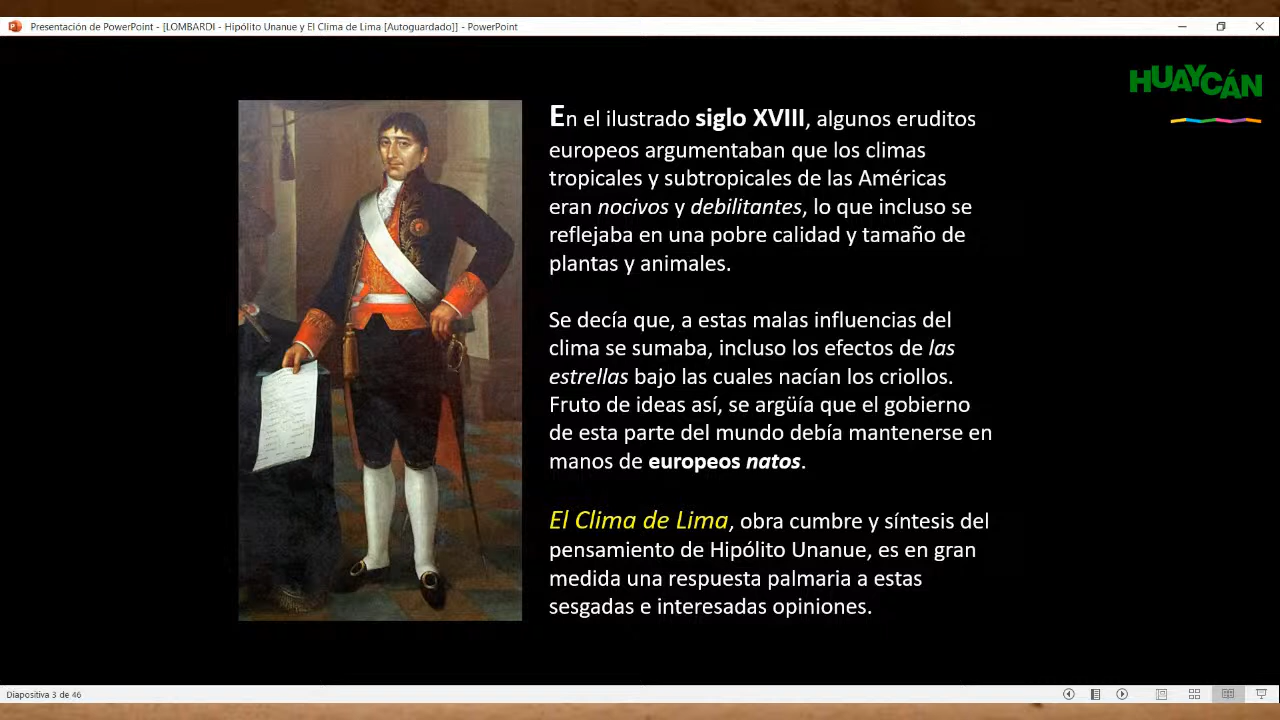 Presentación de PowerPoint - [LOMBARDI - Hipólito Unanue y El Clima de Lima [Autoguardado]] - PowerPoint
HUAYCÁN
En el ilustrado siglo XVIII, algunos eruditos
europeos argumentaban que los climas
tropicales y subtropicales de las Américas
eran nocivos y debilitantes, lo que incluso se
reflejaba en una pobre calidad y tamaño de
plantas y animales.
Se decía que, a estas malas influencias del
clima se sumaba, incluso los efectos de las
estrellas bajo las cuales nacían los criollos.
Fruto de ideas así, se argüía que el gobierno
de esta parte del mundo debía mantenerse en
manos de europeos natos.
El Clima de Lima, obra cumbre y síntesis del
pensamiento de Hipólito Unanue, es en gran
medida una respuesta palmaria a estas
sesgadas e interesadas opiniones.
Diapositiva 3 de 46